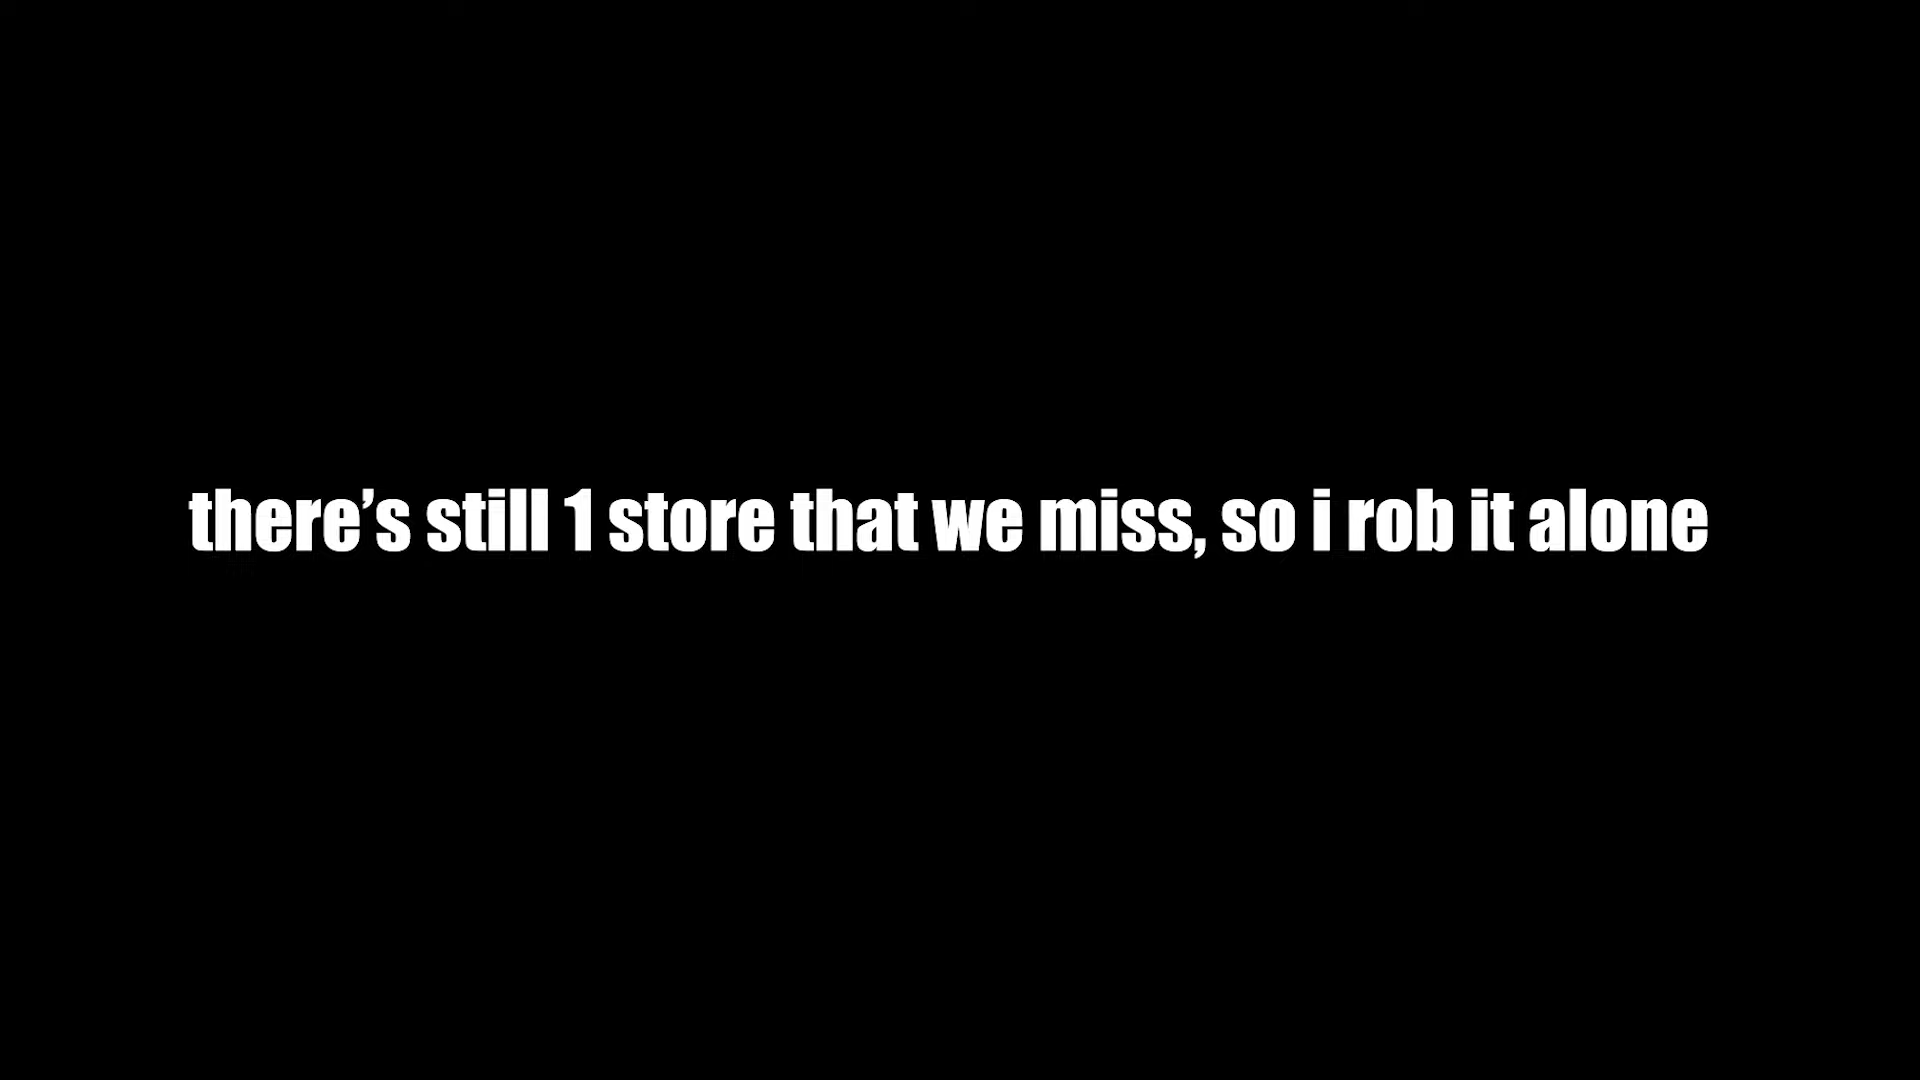 there’s still 1 store that we miss, so i rob it alone